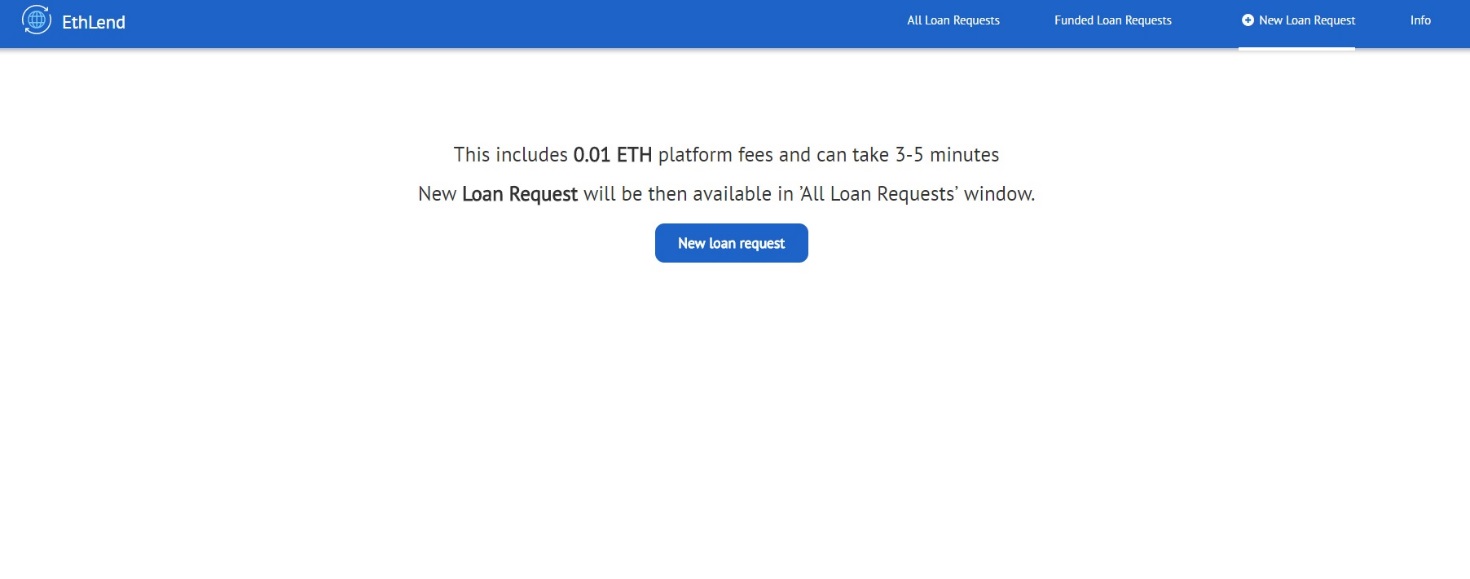 EthLend
All Loan Requests
Funded Loan Requests
New Loan Request
Info
This includes 0.01 ETH platform fees and can take 3-5 minutes
New Loan Request will be then available in ’All Loan Requests’ window.
New loan request